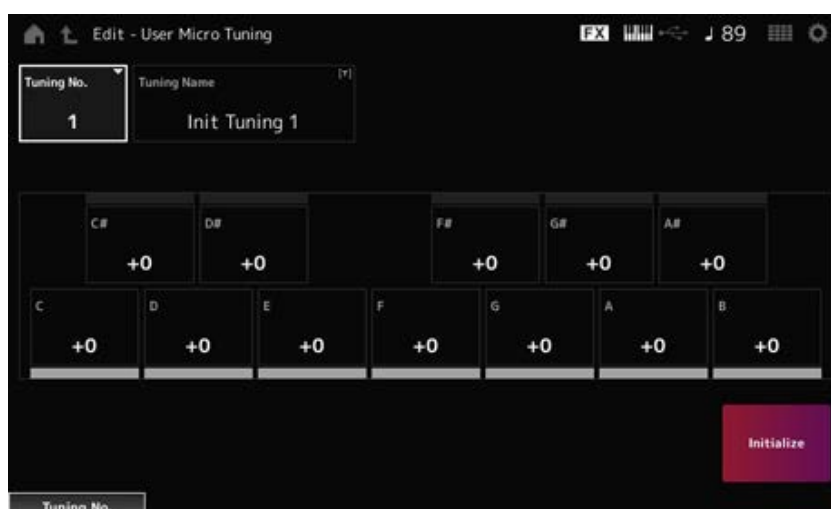 Edit - User Micro Tuning FX 89
Tuning No. Tuning Name [T]
1 Init Tuning 1
C# D# F# G# A#
+0 +0 +0 +0 +0
C D E F G A B
+0 +0 +0 +0 +0 +0 +0
Initialize
Tuning No.